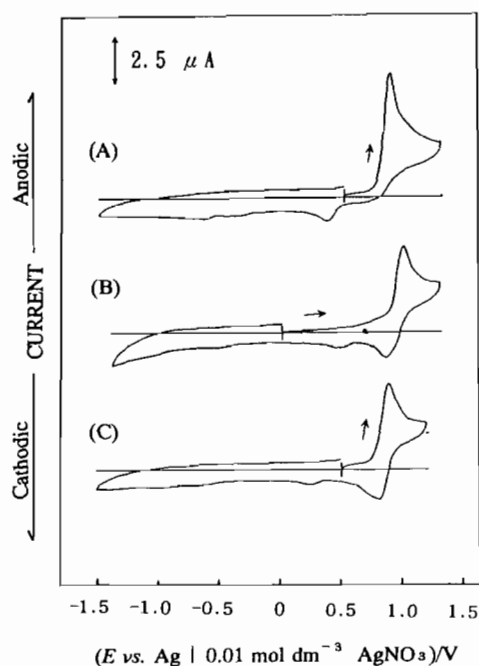 2.5 μA
(A)
(B)
(C)
Cathodic CURRENT Anodic
-1.5 -1.0 -0.5 0 0.5 1.0 1.5
(E vs. Ag | 0.01 mol dm⁻³ AgNO₃)/V